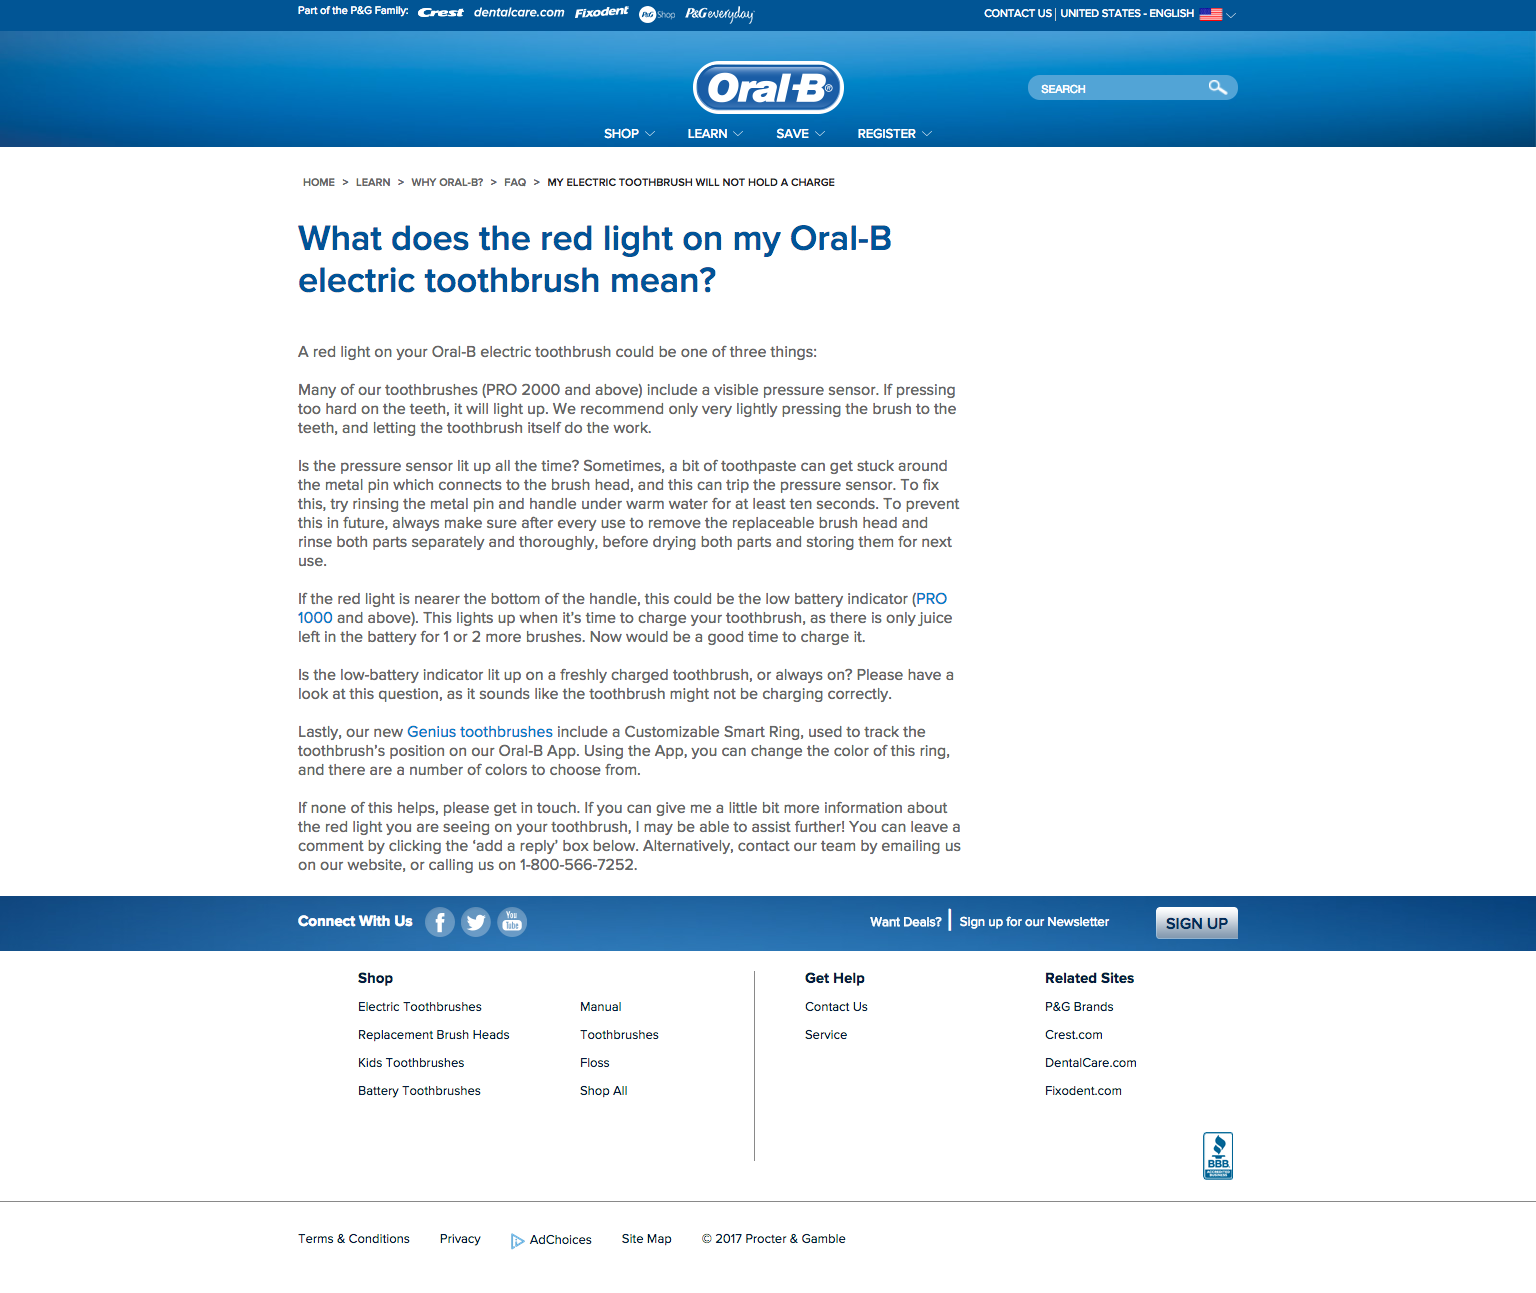 Part of the P&G Family: Crest dentalcare.com Fixodent P&G Shop P&G everyday
CONTACT US | UNITED STATES - ENGLISH
Oral-B®
SEARCH
SHOP LEARN SAVE REGISTER
HOME > LEARN > WHY ORAL-B? > FAQ > MY ELECTRIC TOOTHBRUSH WILL NOT HOLD A CHARGE
What does the red light on my Oral-B
electric toothbrush mean?
A red light on your Oral-B electric toothbrush could be one of three things:
Many of our toothbrushes (PRO 2000 and above) include a visible pressure sensor. If pressing
too hard on the teeth, it will light up. We recommend only very lightly pressing the brush to the
teeth, and letting the toothbrush itself do the work.
Is the pressure sensor lit up all the time? Sometimes, a bit of toothpaste can get stuck around
the metal pin which connects to the brush head, and this can trip the pressure sensor. To fix
this, try rinsing the metal pin and handle under warm water for at least ten seconds. To prevent
this in future, always make sure after every use to remove the replaceable brush head and
rinse both parts separately and thoroughly, before drying both parts and storing them for next
use.
If the red light is nearer the bottom of the handle, this could be the low battery indicator (PRO
1000 and above). This lights up when it's time to charge your toothbrush, as there is only juice
left in the battery for 1 or 2 more brushes. Now would be a good time to charge it.
Is the low-battery indicator lit up on a freshly charged toothbrush, or always on? Please have a
look at this question, as it sounds like the toothbrush might not be charging correctly.
Lastly, our new Genius toothbrushes include a Customizable Smart Ring, used to track the
toothbrush's position on our Oral-B App. Using the App, you can change the color of this ring,
and there are a number of colors to choose from.
If none of this helps, please get in touch. If you can give me a little bit more information about
the red light you are seeing on your toothbrush, I may be able to assist further! You can leave a
comment by clicking the ‘add a reply’ box below. Alternatively, contact our team by emailing us
on our website, or calling us on 1-800-566-7252.
Connect With Us
You Tube
Want Deals? | Sign up for our Newsletter
SIGN UP
Shop
Electric Toothbrushes
Replacement Brush Heads
Kids Toothbrushes
Battery Toothbrushes
Manual
Toothbrushes
Floss
Shop All
Get Help
Contact Us
Service
Related Sites
P&G Brands
Crest.com
DentalCare.com
Fixodent.com
BBB.
Terms & Conditions Privacy AdChoices Site Map © 2017 Procter & Gamble